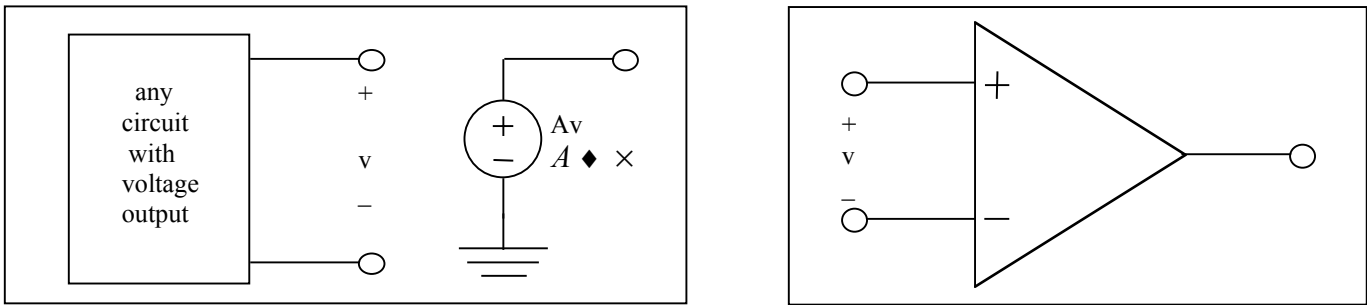 any
circuit
with
voltage
output
+
v
−
+
−
Av
A ♦ ×
+
v
−
+
−